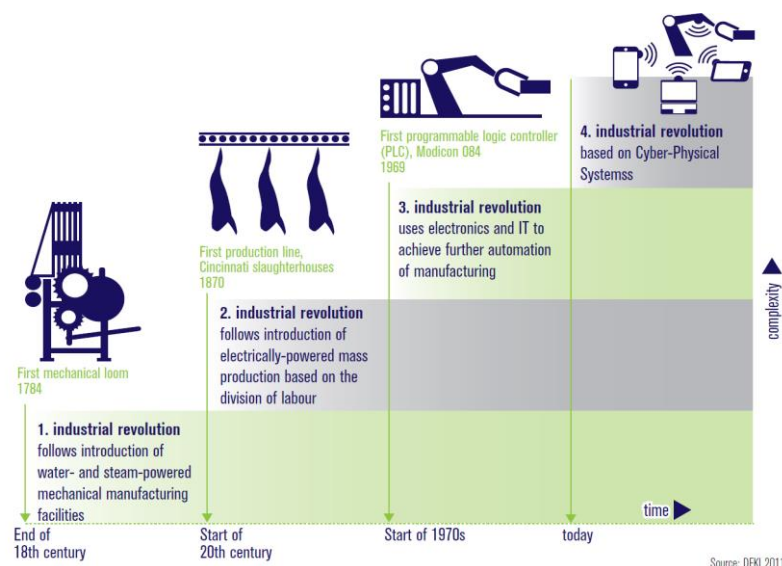 First programmable logic controller
(PLC), Modicon 084
1969
4. industrial revolution
based on Cyber-Physical
Systemss
3. industrial revolution
uses electronics and IT to
achieve further automation
of manufacturing
First production line,
Cincinnati slaughterhouses
1870
2. industrial revolution
follows introduction of
electrically-powered mass
production based on the
division of labour
First mechanical loom
1784
1. industrial revolution
follows introduction of
water- and steam-powered
mechanical manufacturing
facilities
complexity
time
End of
18th century
Start of
20th century
Start of 1970s
today
Source: DFKI 2011